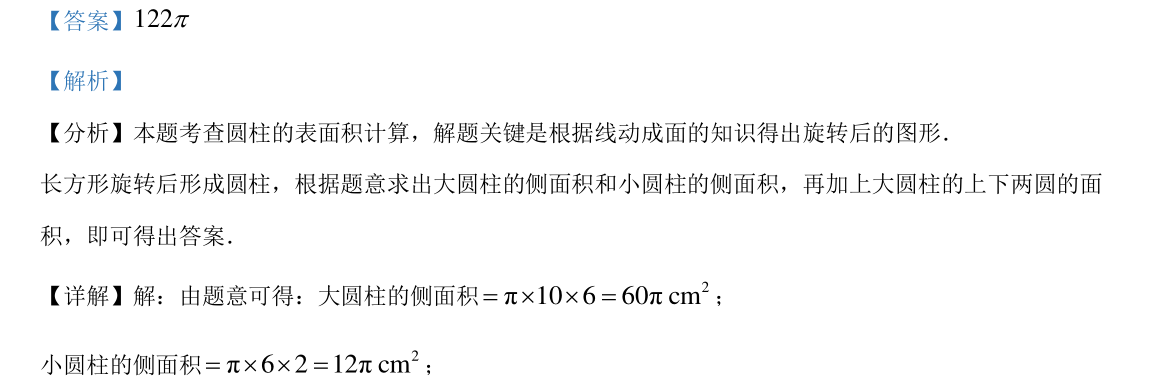 【答案】122π
【解析】
【分析】本题考查圆柱的表面积计算，解题关键是根据线动成面的知识得出旋转后的图形．
长方形旋转后形成圆柱，根据题意求出大圆柱的侧面积和小圆柱的侧面积，再加上大圆柱的上下两圆的面
积，即可得出答案．
【详解】解：由题意可得：大圆柱的侧面积＝π×10×6＝60π cm²；
小圆柱的侧面积＝π×6×2＝12π cm²；